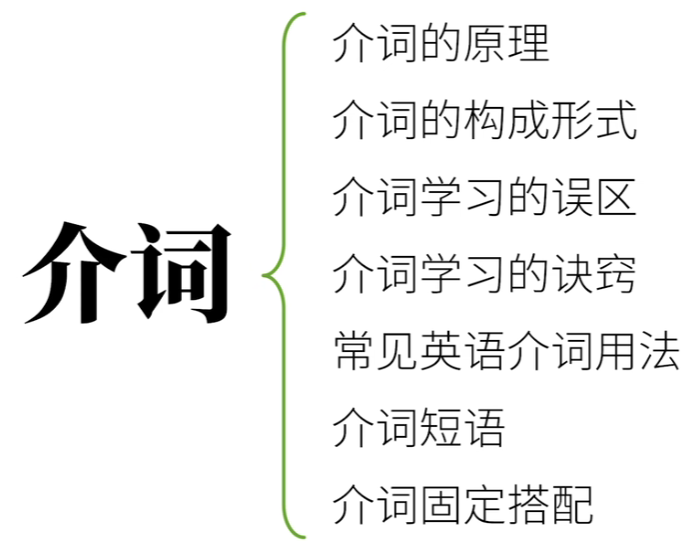 介词
介词的原理
介词的构成形式
介词学习的误区
介词学习的诀窍
常见英语介词用法
介词短语
介词固定搭配